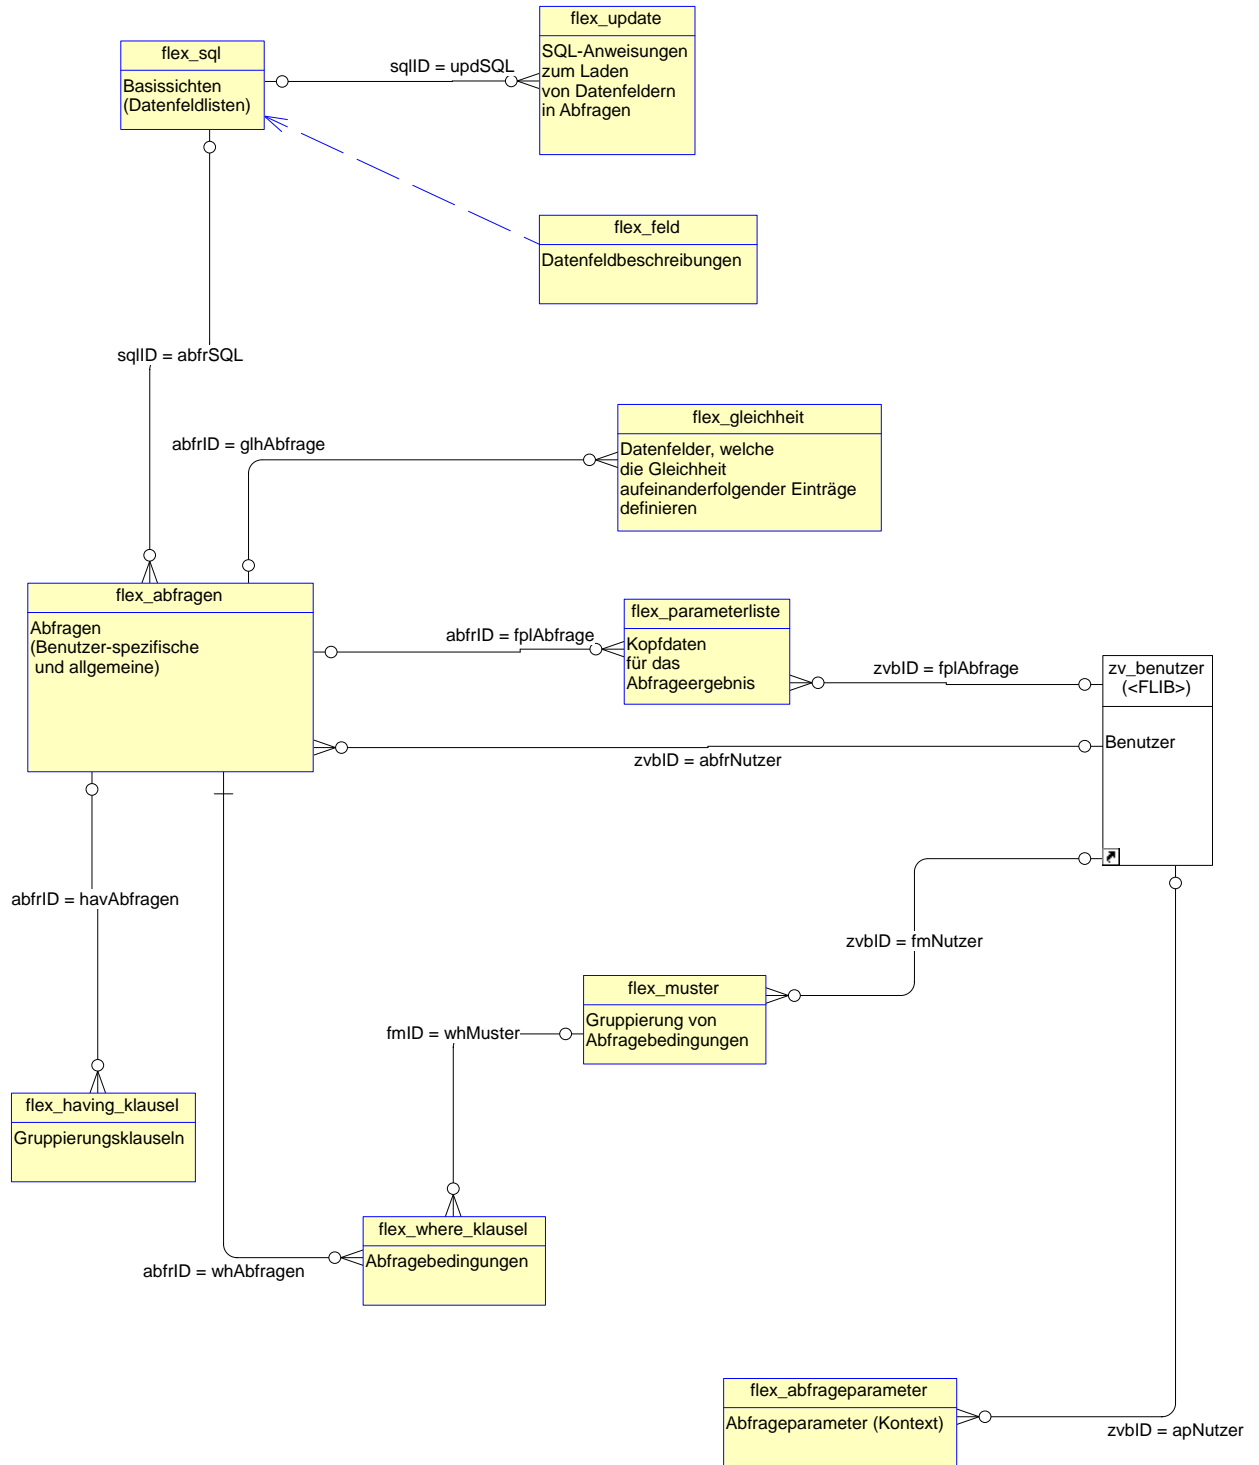 flex_update
SQL-Anweisungen
zum Laden
von Datenfeldern
in Abfragen
flex_sql
Basissichten
(Datenfeldlisten)
sqlID = updSQL
flex_feld
Datenfeldbeschreibungen
sqlID = abfrSQL
flex_gleichheit
Datenfelder, welche
die Gleichheit
aufeinanderfolgender Einträge
definieren
abfrID = glhAbfrage
flex_abfragen
Abfragen
(Benutzer-spezifische
und allgemeine)
abfrID = fplAbfrage
flex_parameterliste
Kopfdaten
für das
Abfrageergebnis
zvbID = fplAbfrage
zv_benutzer
(<FLIB>)
Benutzer
zvbID = abfrNutzer
abfrID = havAbfragen
zvbID = fmNutzer
flex_muster
Gruppierung von
Abfragebedingungen
fmID = whMuster
flex_having_klausel
Gruppierungsklauseln
flex_where_klausel
Abfragebedingungen
abfrID = whAbfragen
flex_abfrageparameter
Abfrageparameter (Kontext)
zvbID = apNutzer